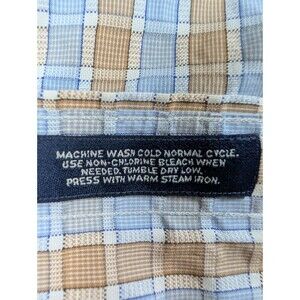 MACHINE WASH COLD NORMAL CYCLE.
USE NON-CHLORINE BLEACH WHEN
NEEDED. TUMBLE DRY LOW.
PRESS WITH WARM STEAM IRON.